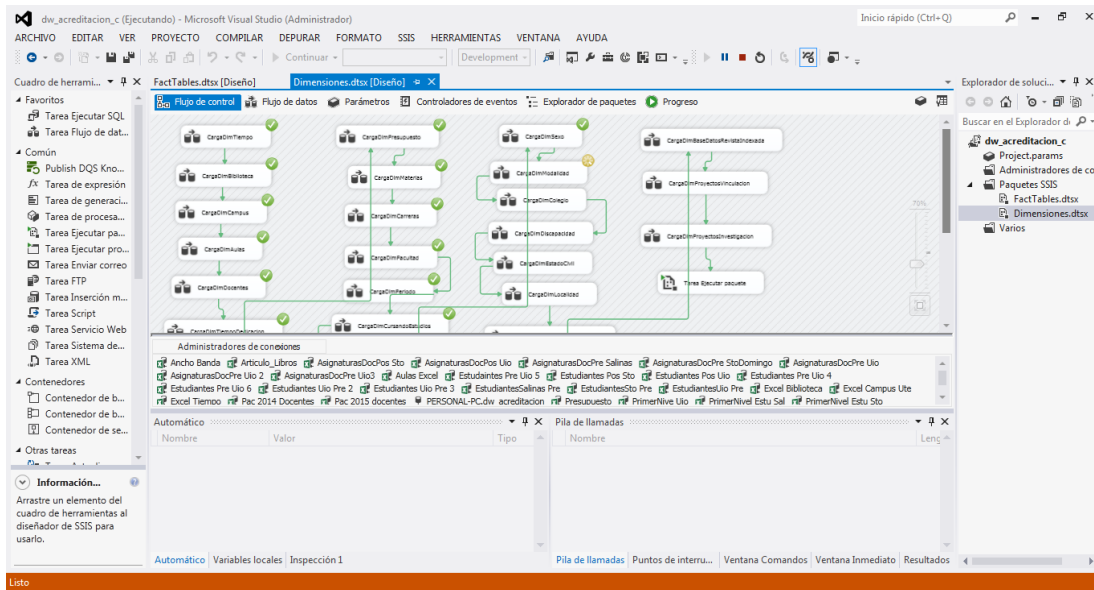 dw_acreditacion_c (Ejecutando) - Microsoft Visual Studio (Administrador)
Inicio rápido (Ctrl+Q)
ARCHIVO EDITAR VER PROYECTO COMPILAR DEPURAR FORMATO SSIS HERRAMIENTAS VENTANA AYUDA
Continuar
Development
Cuadro de herrami...
FactTables.dtsx [Diseño]
Dimensiones.dtsx [Diseño]
Explorador de soluci...
Favoritos
Tarea Ejecutar SQL
Tarea Flujo de dat...
Común
Publish DQS Kno...
Tarea de expresión
Tarea de generaci...
Tarea de procesa...
Tarea Ejecutar pa...
Tarea Ejecutar pro...
Tarea Enviar correo
Tarea FTP
Tarea Inserción m...
Tarea Script
Tarea Servicio Web
Tarea Sistema de...
Tarea XML
Contenedores
Contenedor de b...
Contenedor de b...
Contenedor de se...
Otras tareas
Información...
Arrastre un elemento del
cuadro de herramientas al
diseñador de SSIS para
usarlo.
Flujo de control Flujo de datos Parámetros Controladores de eventos Explorador de paquetes Progreso
CargaDimTiempo
CargaDimBiblioteca
CargaDimCampus
CargaDimAulas
CargaDimDocentes
CargaDimTiempoDedicacion
CargaDimPresupuesto
CargaDimMaterias
CargaDimCarreras
CargaDimFacultad
CargaDimPeriodo
CargaDimCursandoEstudios
CargaDimSexo
CargaDimModalidad
CargaDimColegio
CargaDimDiscapacidad
CargaDimEstadoCivil
CargaDimLocalidad
CargaDimBaseDatosRevistaIndexada
CargaDimProyectosVinculacion
CargaDimProyectosInvestigacion
Tarea Ejecutar paquete
70%
Administradores de conexiones
Ancho Banda Articulo_Libros AsignaturasDocPos Sto AsignaturasDocPos Uio AsignaturasDocPre Salinas AsignaturasDocPre StoDomingo AsignaturasDocPre Uio
AsignaturasDocPre Uio 2 AsignaturasDocPre Uio3 Aulas Excel Estudaintes Pre Uio 5 Estudiantes Pos Sto Estudiantes Pos Uio Estudiantes Pre Uio 4
Estudiantes Pre Uio 6 Estudiantes Uio Pre 2 Estudiantes Uio Pre 3 EstudiantesSalinas Pre EstudiantesSto Pre EstudiantesUio Pre Excel Biblioteca Excel Campus Ute
Excel Tiempo Pac 2014 Docentes Pac 2015 docentes PERSONAL-PC.dw acreditacion Presupuesto PrimerNive Uio PrimerNivel Estu Sal PrimerNivel Estu Sto
Automático
Nombre Valor Tipo
Automático Variables locales Inspección 1
Pila de llamadas
Nombre Leng
Pila de llamadas Puntos de interru... Ventana Comandos Ventana Inmediato Resultados
Buscar en el Explorador d
dw_acreditacion_c
Project.params
Administradores de co
Paquetes SSIS
FactTables.dtsx
Dimensiones.dtsx
Varios
Listo